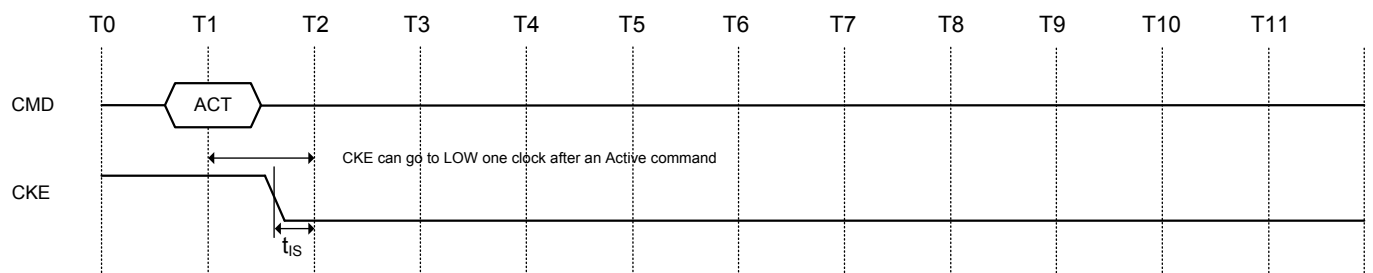 T0 T1 T2 T3 T4 T5 T6 T7 T8 T9 T10 T11
CMD ACT
CKE can go to LOW one clock after an Active command
CKE
tIS